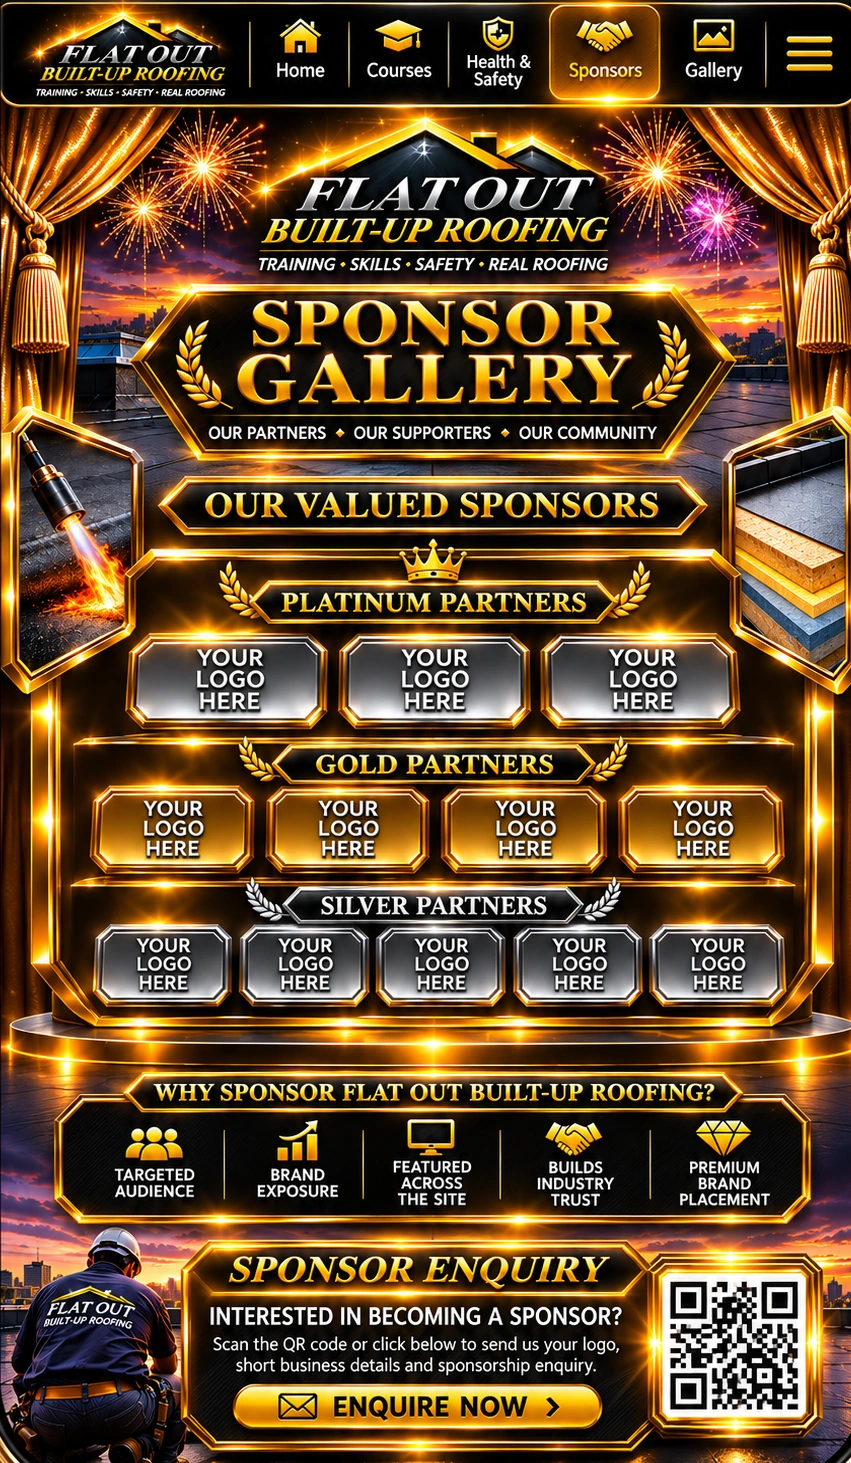 FLAT OUT
BUILT-UP ROOFING
TRAINING • SKILLS • SAFETY • REAL ROOFING
Home
Courses
Health &
Safety
Sponsors
Gallery
FLAT OUT
BUILT-UP ROOFING
TRAINING • SKILLS • SAFETY • REAL ROOFING
SPONSOR
GALLERY
OUR PARTNERS ◆ OUR SUPPORTERS ◆ OUR COMMUNITY
OUR VALUED SPONSORS
PLATINUM PARTNERS
YOUR
LOGO
HERE
YOUR
LOGO
HERE
YOUR
LOGO
HERE
GOLD PARTNERS
YOUR
LOGO
HERE
YOUR
LOGO
HERE
YOUR
LOGO
HERE
YOUR
LOGO
HERE
SILVER PARTNERS
YOUR
LOGO
HERE
YOUR
LOGO
HERE
YOUR
LOGO
HERE
YOUR
LOGO
HERE
YOUR
LOGO
HERE
WHY SPONSOR FLAT OUT BUILT-UP ROOFING?
TARGETED
AUDIENCE
BRAND
EXPOSURE
FEATURED
ACROSS
THE SITE
BUILDS
INDUSTRY
TRUST
PREMIUM
BRAND
PLACEMENT
FLAT OUT
BUILT-UP ROOFING
SPONSOR ENQUIRY
INTERESTED IN BECOMING A SPONSOR?
Scan the QR code or click below to send us your logo,
short business details and sponsorship enquiry.
ENQUIRE NOW >